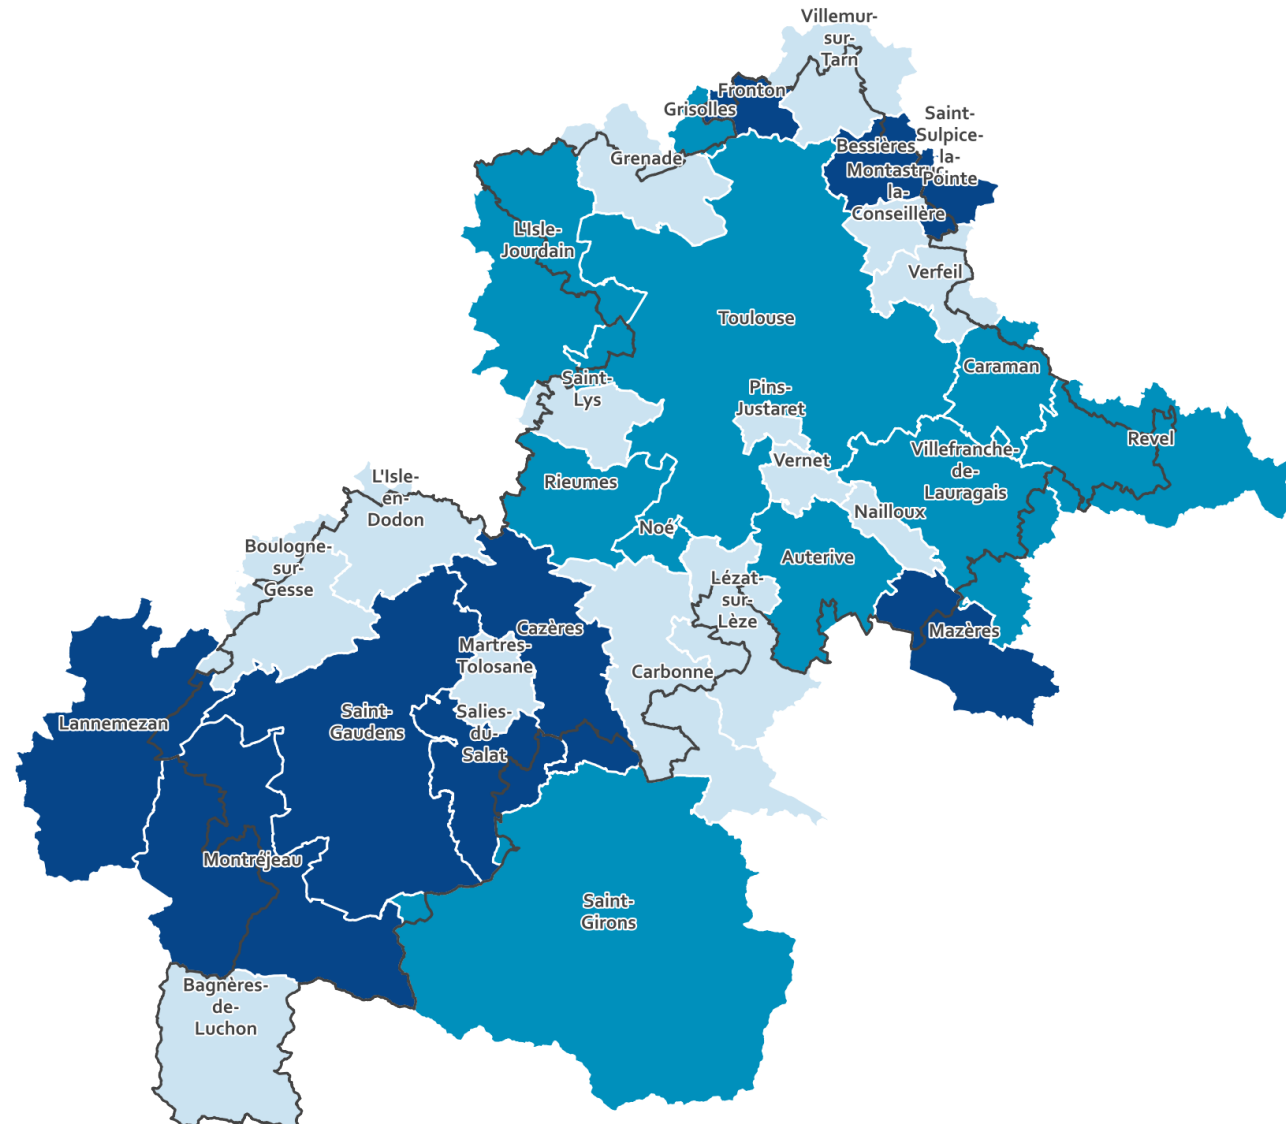 Villemur-
sur-
Tarn
Fronton
Grisolles
Saint-
Sulpice-
la-
Pointe
Bessières
Montastruc-
la-
Conseillère
Grenade
L'Isle-
Jourdain
Verfeil
Toulouse
Caraman
Saint-
Lys
Pins-
Justaret
Revel
Villefranche-
de-
Lauragais
Vernet
Rieumes
L'Isle-
en-
Dodon
Nailloux
Noé
Boulogne-
sur-
Gesse
Auterive
Lézat-
sur-
Lèze
Cazères
Mazères
Martres-
Tolosane
Carbonne
Lannemezan
Saint-
Gaudens
Salies-
du-
Salat
Montréjeau
Saint-
Girons
Bagnères-
de-
Luchon